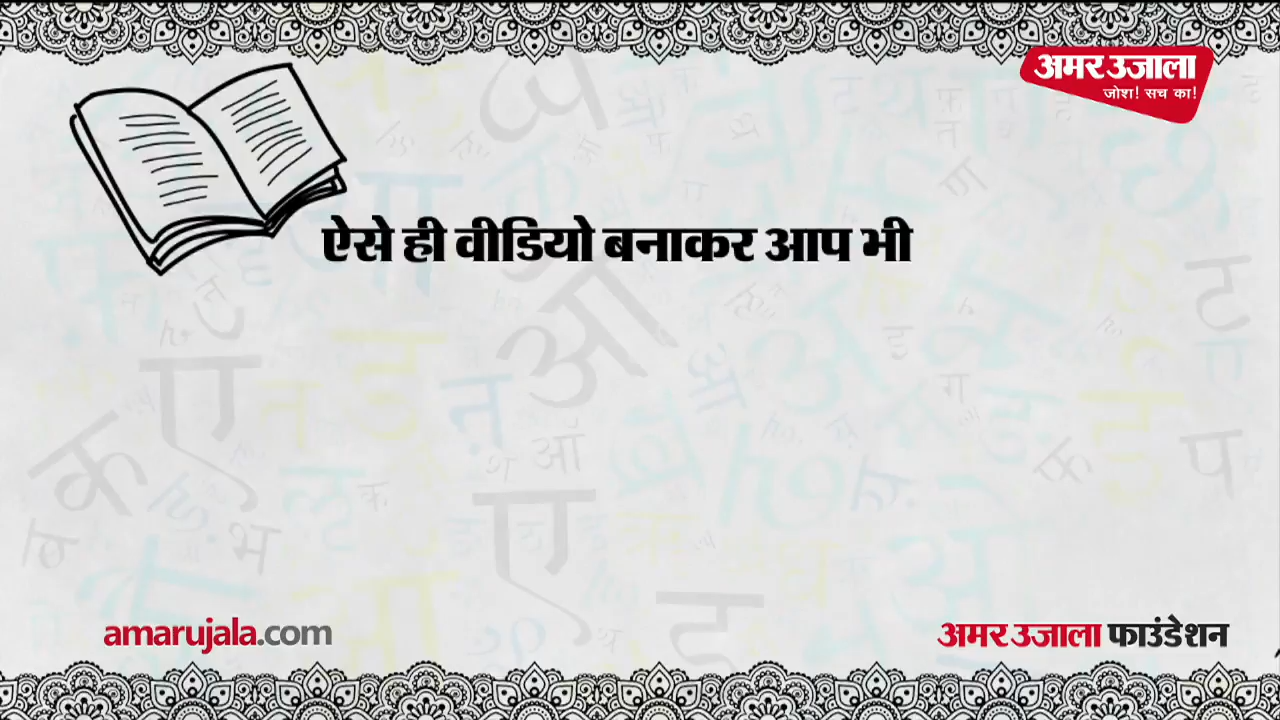 अमर उजाला
जोश! सच का!
ऐसे ही वीडियो बनाकर आप भी
amarujala.com
अमर उजाला फाउंडेशन